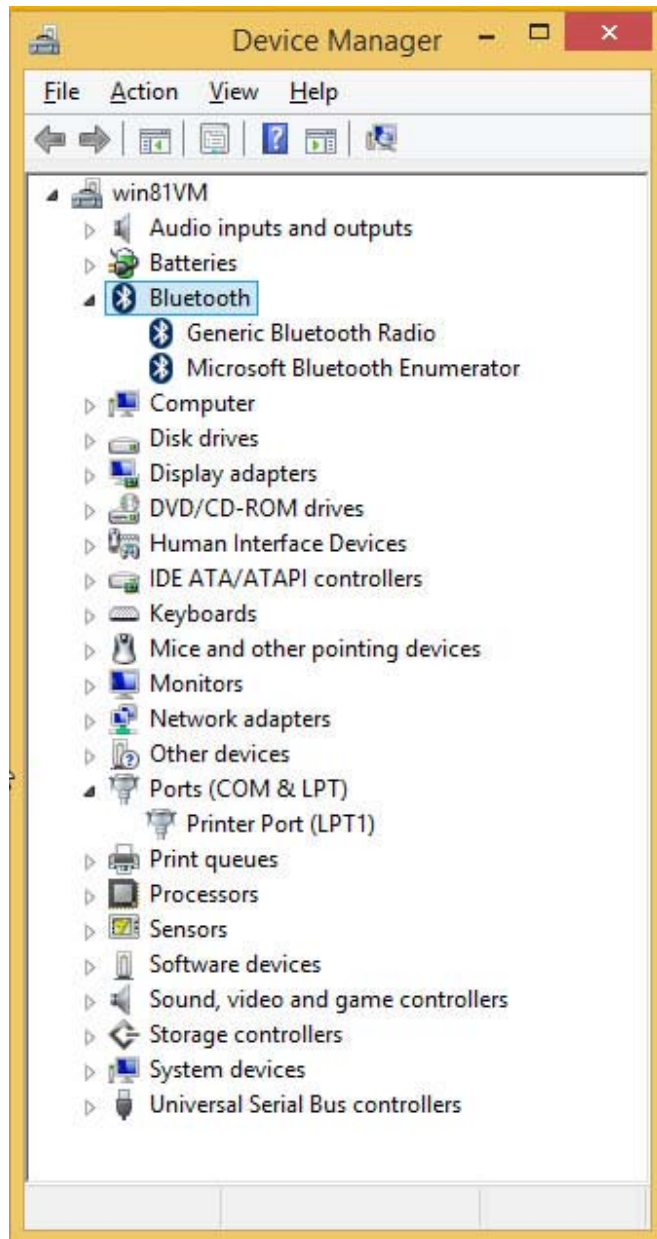 Device Manager
File Action View Help
win81VM
Audio inputs and outputs
Batteries
Bluetooth
Generic Bluetooth Radio
Microsoft Bluetooth Enumerator
Computer
Disk drives
Display adapters
DVD/CD-ROM drives
Human Interface Devices
IDE ATA/ATAPI controllers
Keyboards
Mice and other pointing devices
Monitors
Network adapters
Other devices
Ports (COM & LPT)
Printer Port (LPT1)
Print queues
Processors
Sensors
Software devices
Sound, video and game controllers
Storage controllers
System devices
Universal Serial Bus controllers